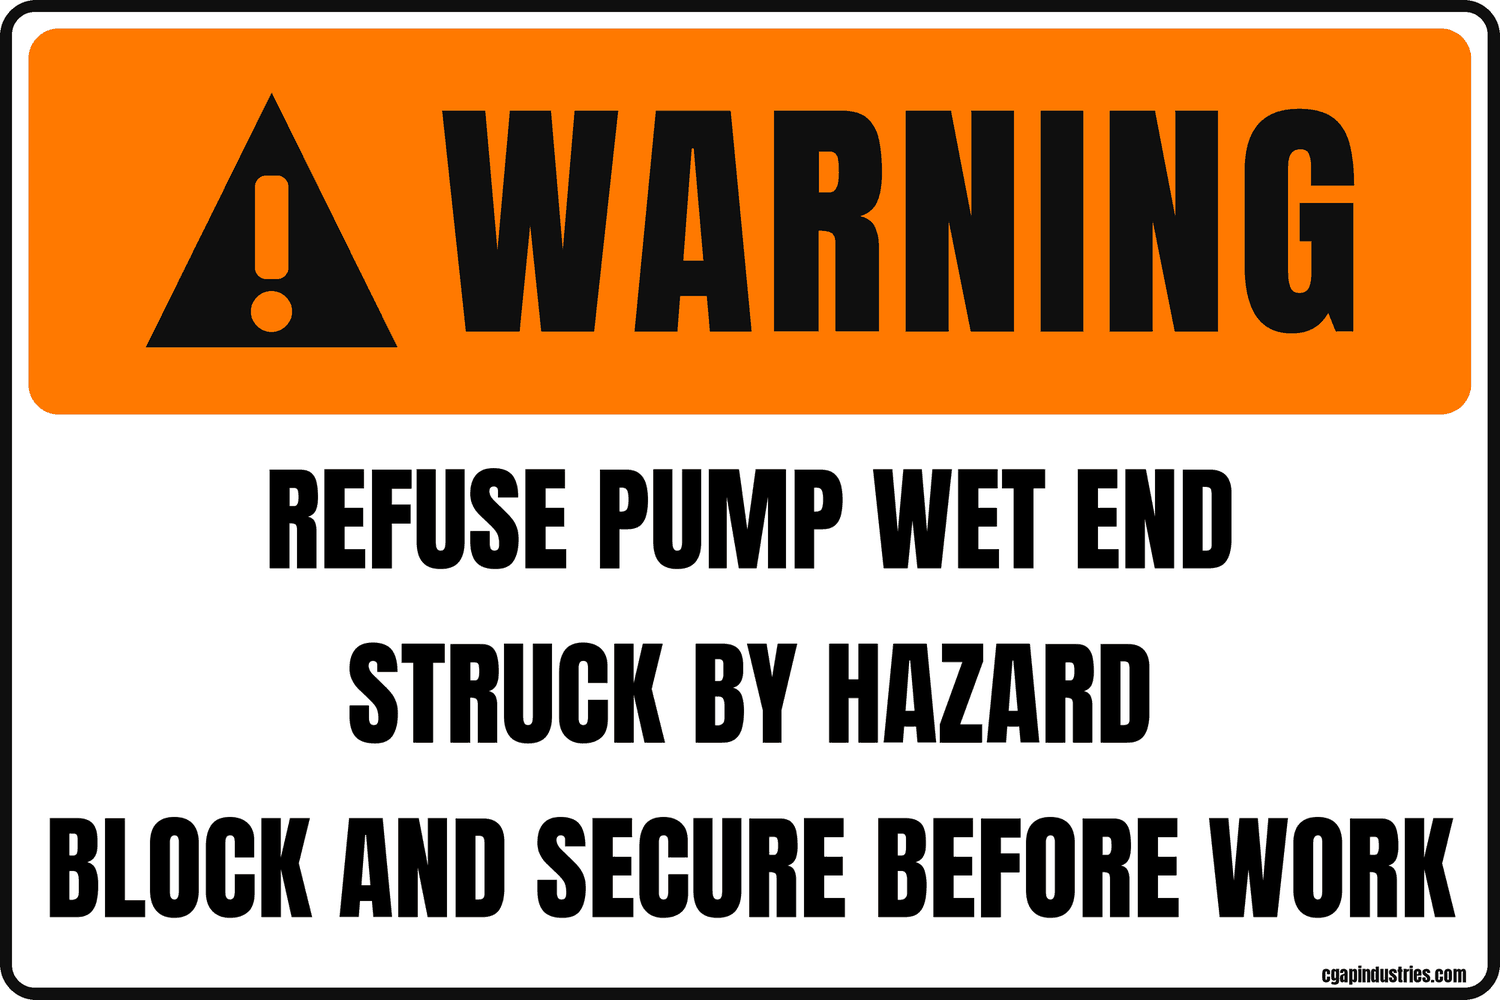 WARNING
REFUSE PUMP WET END
STRUCK BY HAZARD
BLOCK AND SECURE BEFORE WORK
cgapindustries.com